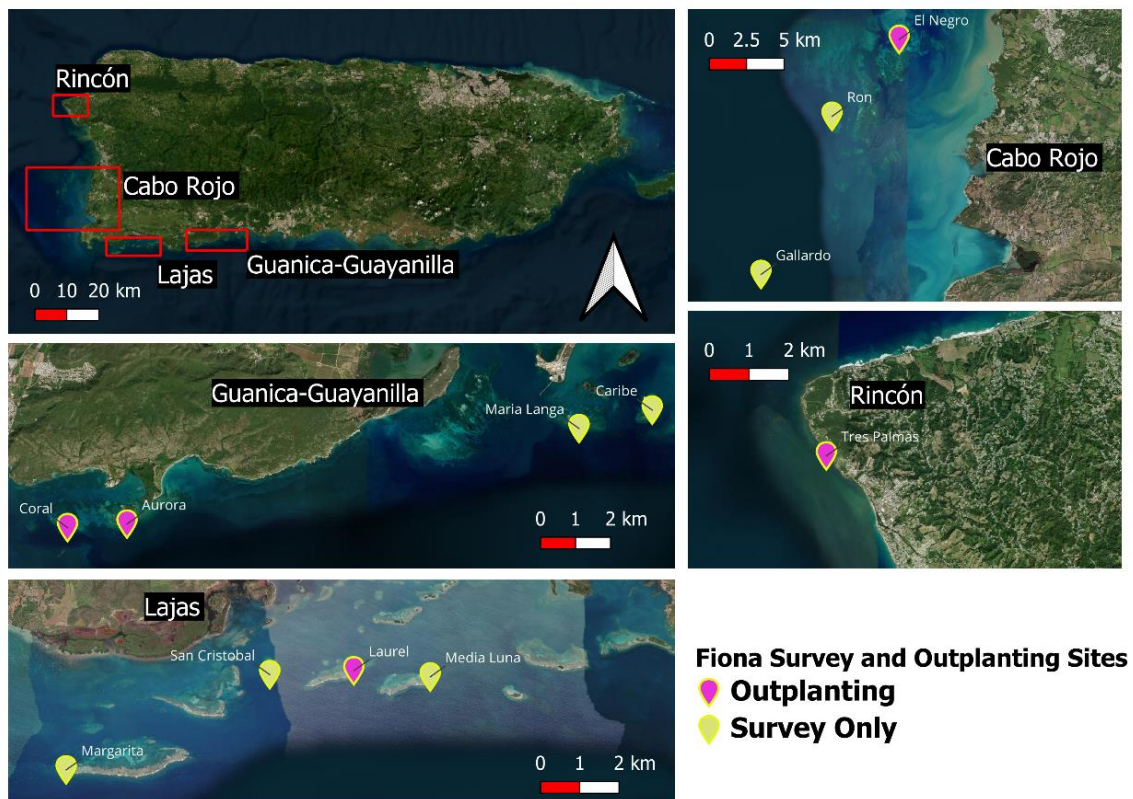 Rincón
Cabo Rojo
Lajas
Guanica-Guayanilla
0 10 20 km
0 2.5 5 km
El Negro
Ron
Cabo Rojo
Gallardo
Guanica-Guayanilla
Caribe
Maria Langa
Coral
Aurora
0 1 2 km
0 1 2 km
Rincón
Tres Palmas
Lajas
San Cristobal
Laurel
Media Luna
Margarita
0 1 2 km
Fiona Survey and Outplanting Sites
Outplanting
Survey Only